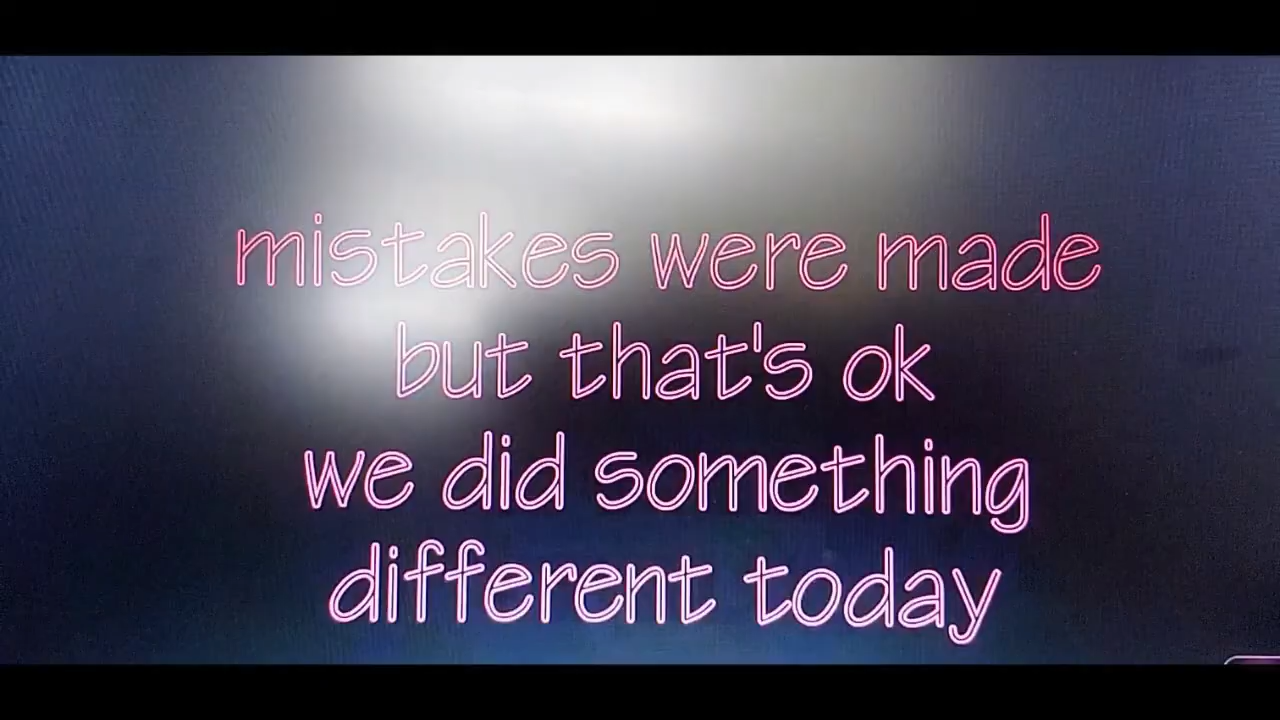 mistakes were made
but that's ok
we did something
different today